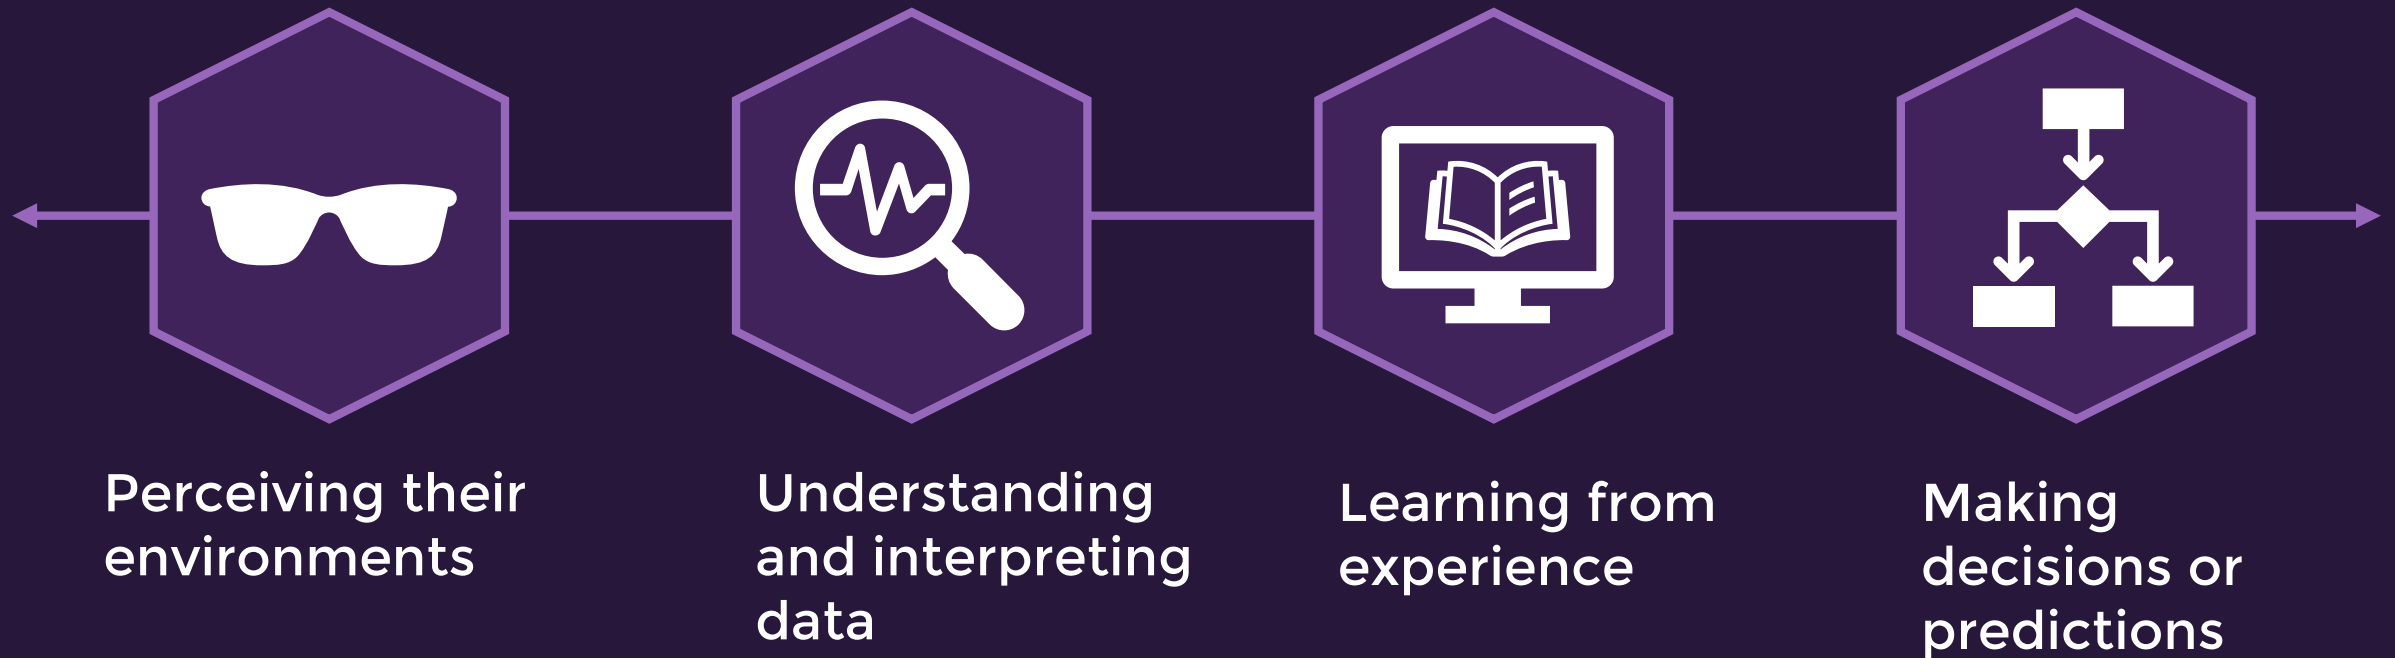 Perceiving their
environments
Understanding
and interpreting
data
Learning from
experience
Making
decisions or
predictions